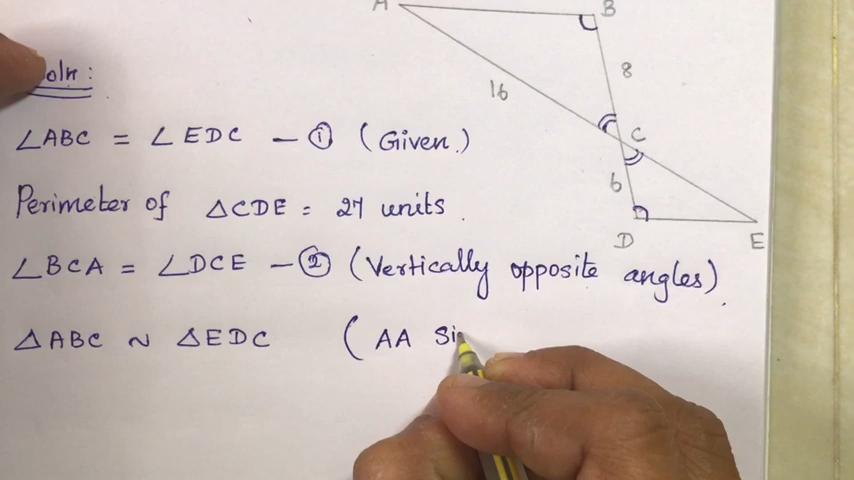 A
B
8
16
C
6
D
E
Soln :
∠ABC = ∠EDC — ① (Given)
Perimeter of △CDE = 27 units.
∠BCA = ∠DCE — ② (Vertically opposite angles).
△ABC ~ △EDC (AA Si